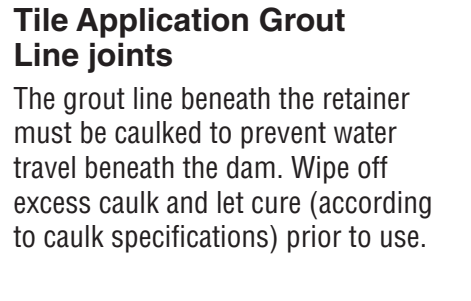 Tile Application Grout
Line joints
The grout line beneath the retainer
must be caulked to prevent water
travel beneath the dam. Wipe off
excess caulk and let cure (according
to caulk specifications) prior to use.